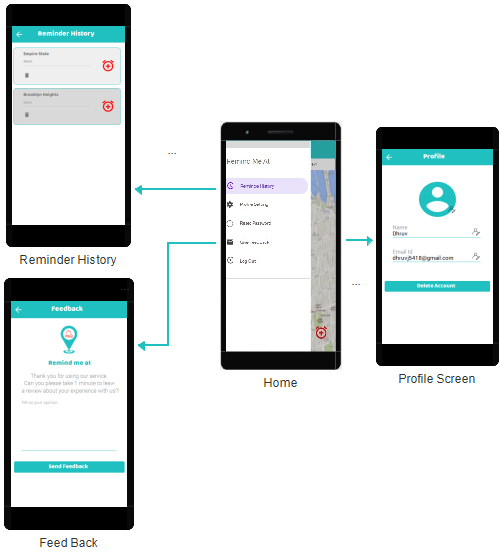 Reminder History
Empire State
Brooklyn Heights
...
Reminder History
Remind Me At
Reminder History
Profile Setting
Reset Password
User Feedback
Log Out
Home
Profile
Name
Dhruv
Email Id
dhruvj5418@gmail.com
Delete Account
...
Profile Screen
Feedback
Remind me at
Thank you for using our service
Can you please take 1 minute to leave
a review about your experience with us?
Send Feedback
Feed Back